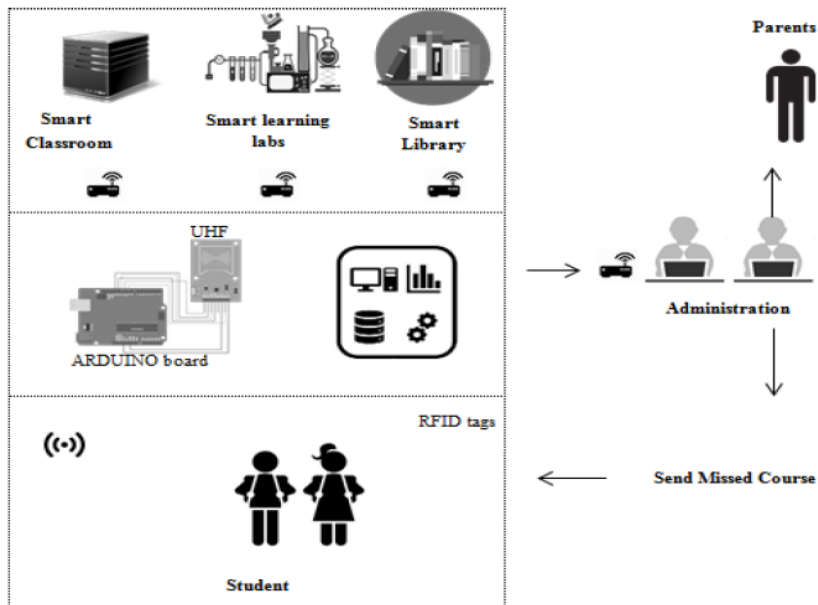 Parents
Smart
Classroom
Smart learning
labs
Smart
Library
UHF
ARDUINO board
Administration
RFID tags
Send Missed Course
Student